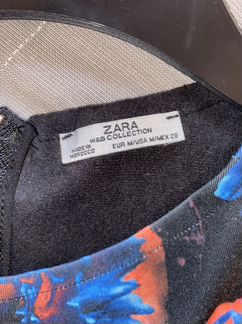 ZARA
W&B COLLECTION
MADE IN
MOROCCO
EUR M/USA M/MEX 28